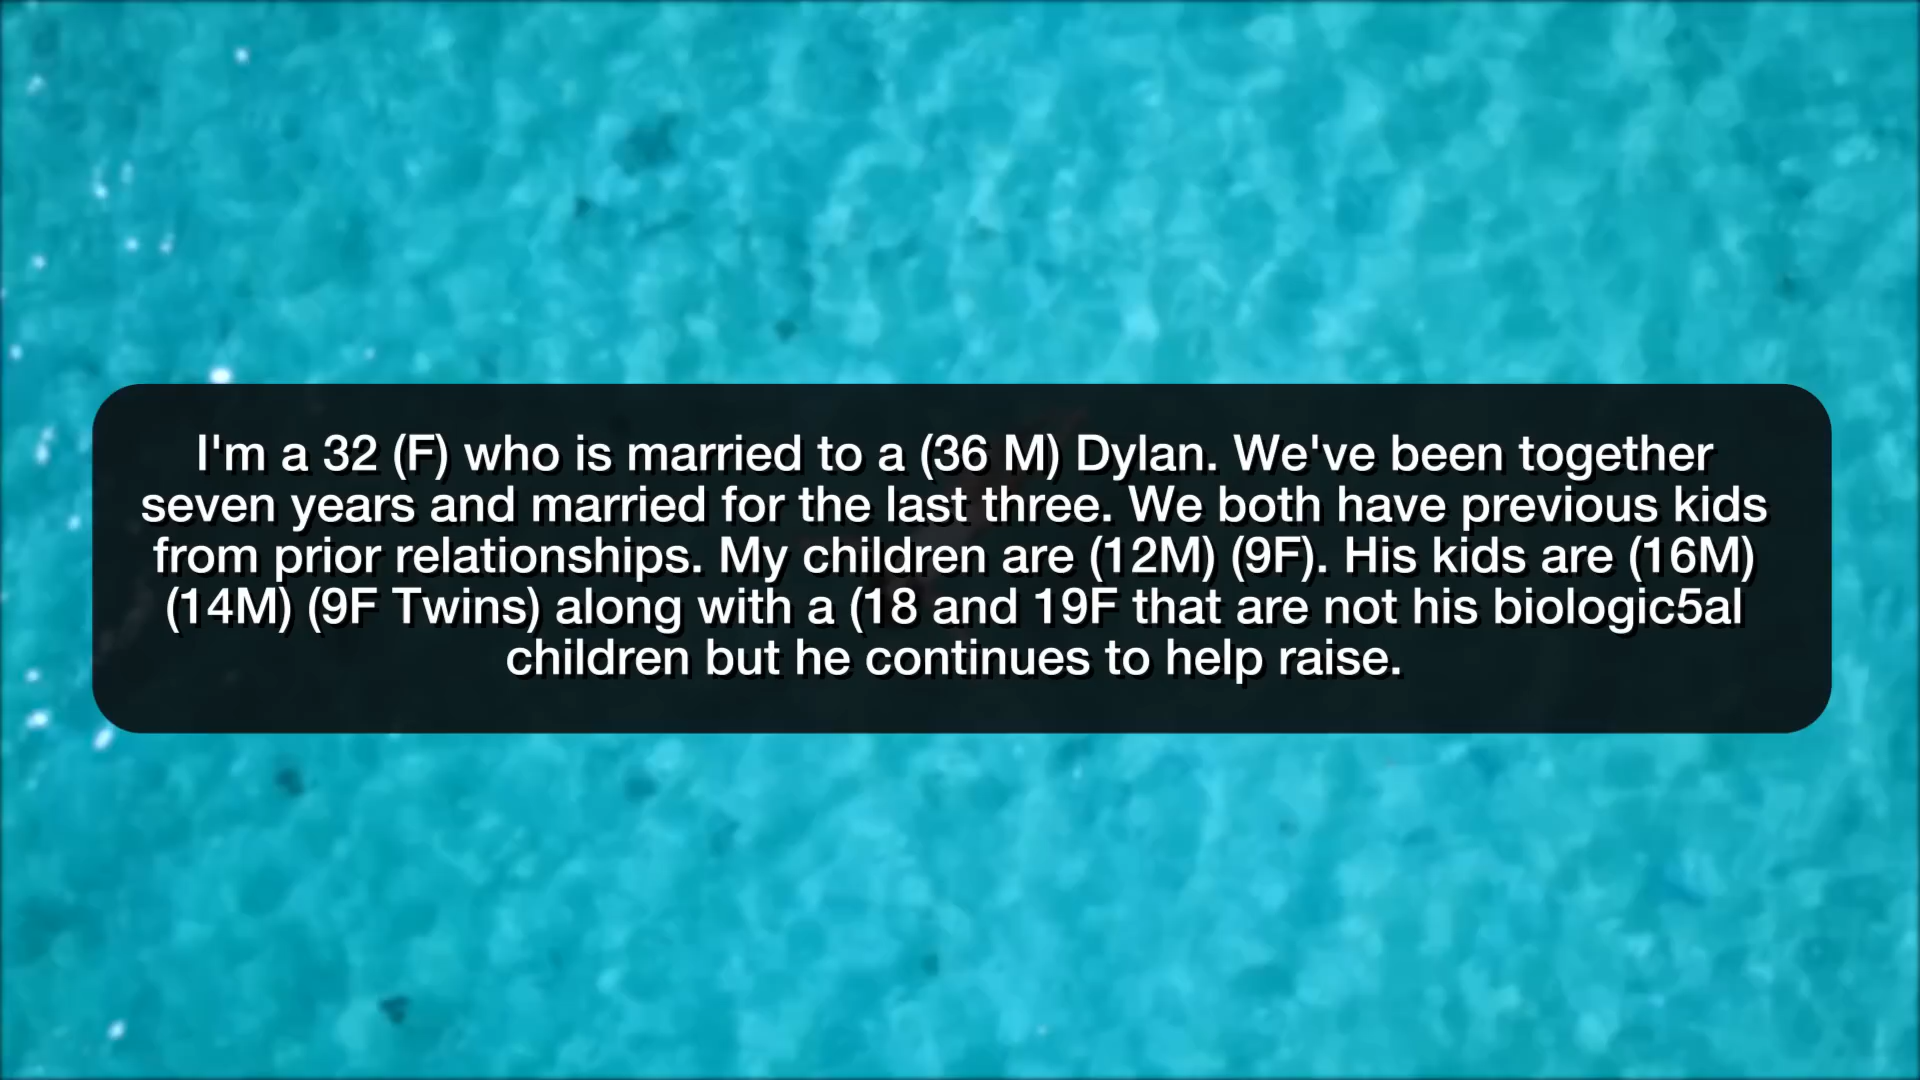 I'm a 32 (F) who is married to a (36 M) Dylan. We've been together
seven years and married for the last three. We both have previous kids
from prior relationships. My children are (12M) (9F). His kids are (16M)
(14M) (9F Twins) along with a (18 and 19F that are not his biologic5al
children but he continues to help raise.